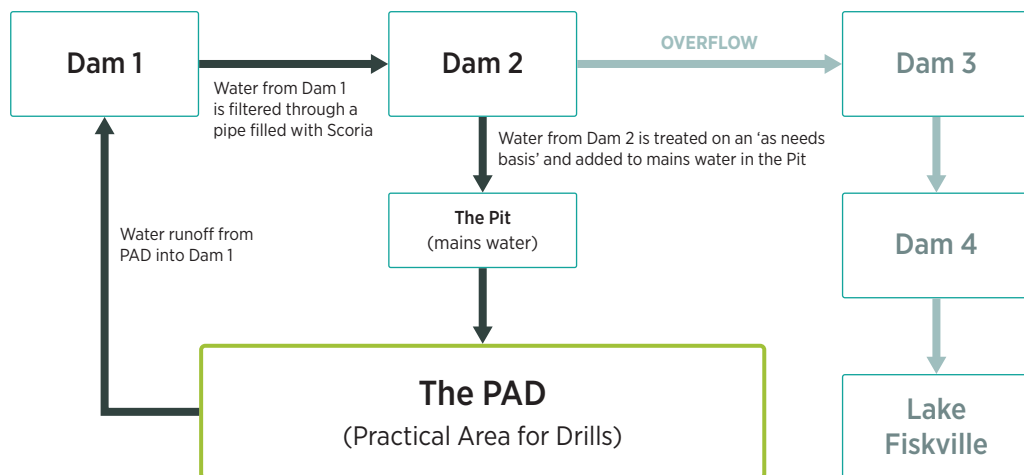 Dam 1
Water from Dam 1
is filtered through a
pipe filled with Scoria
Dam 2
OVERFLOW
Dam 3
Water from Dam 2 is treated on an ‘as needs
basis’ and added to mains water in the Pit
The Pit
(mains water)
Water runoff from
PAD into Dam 1
Dam 4
The PAD
(Practical Area for Drills)
Lake
Fiskville